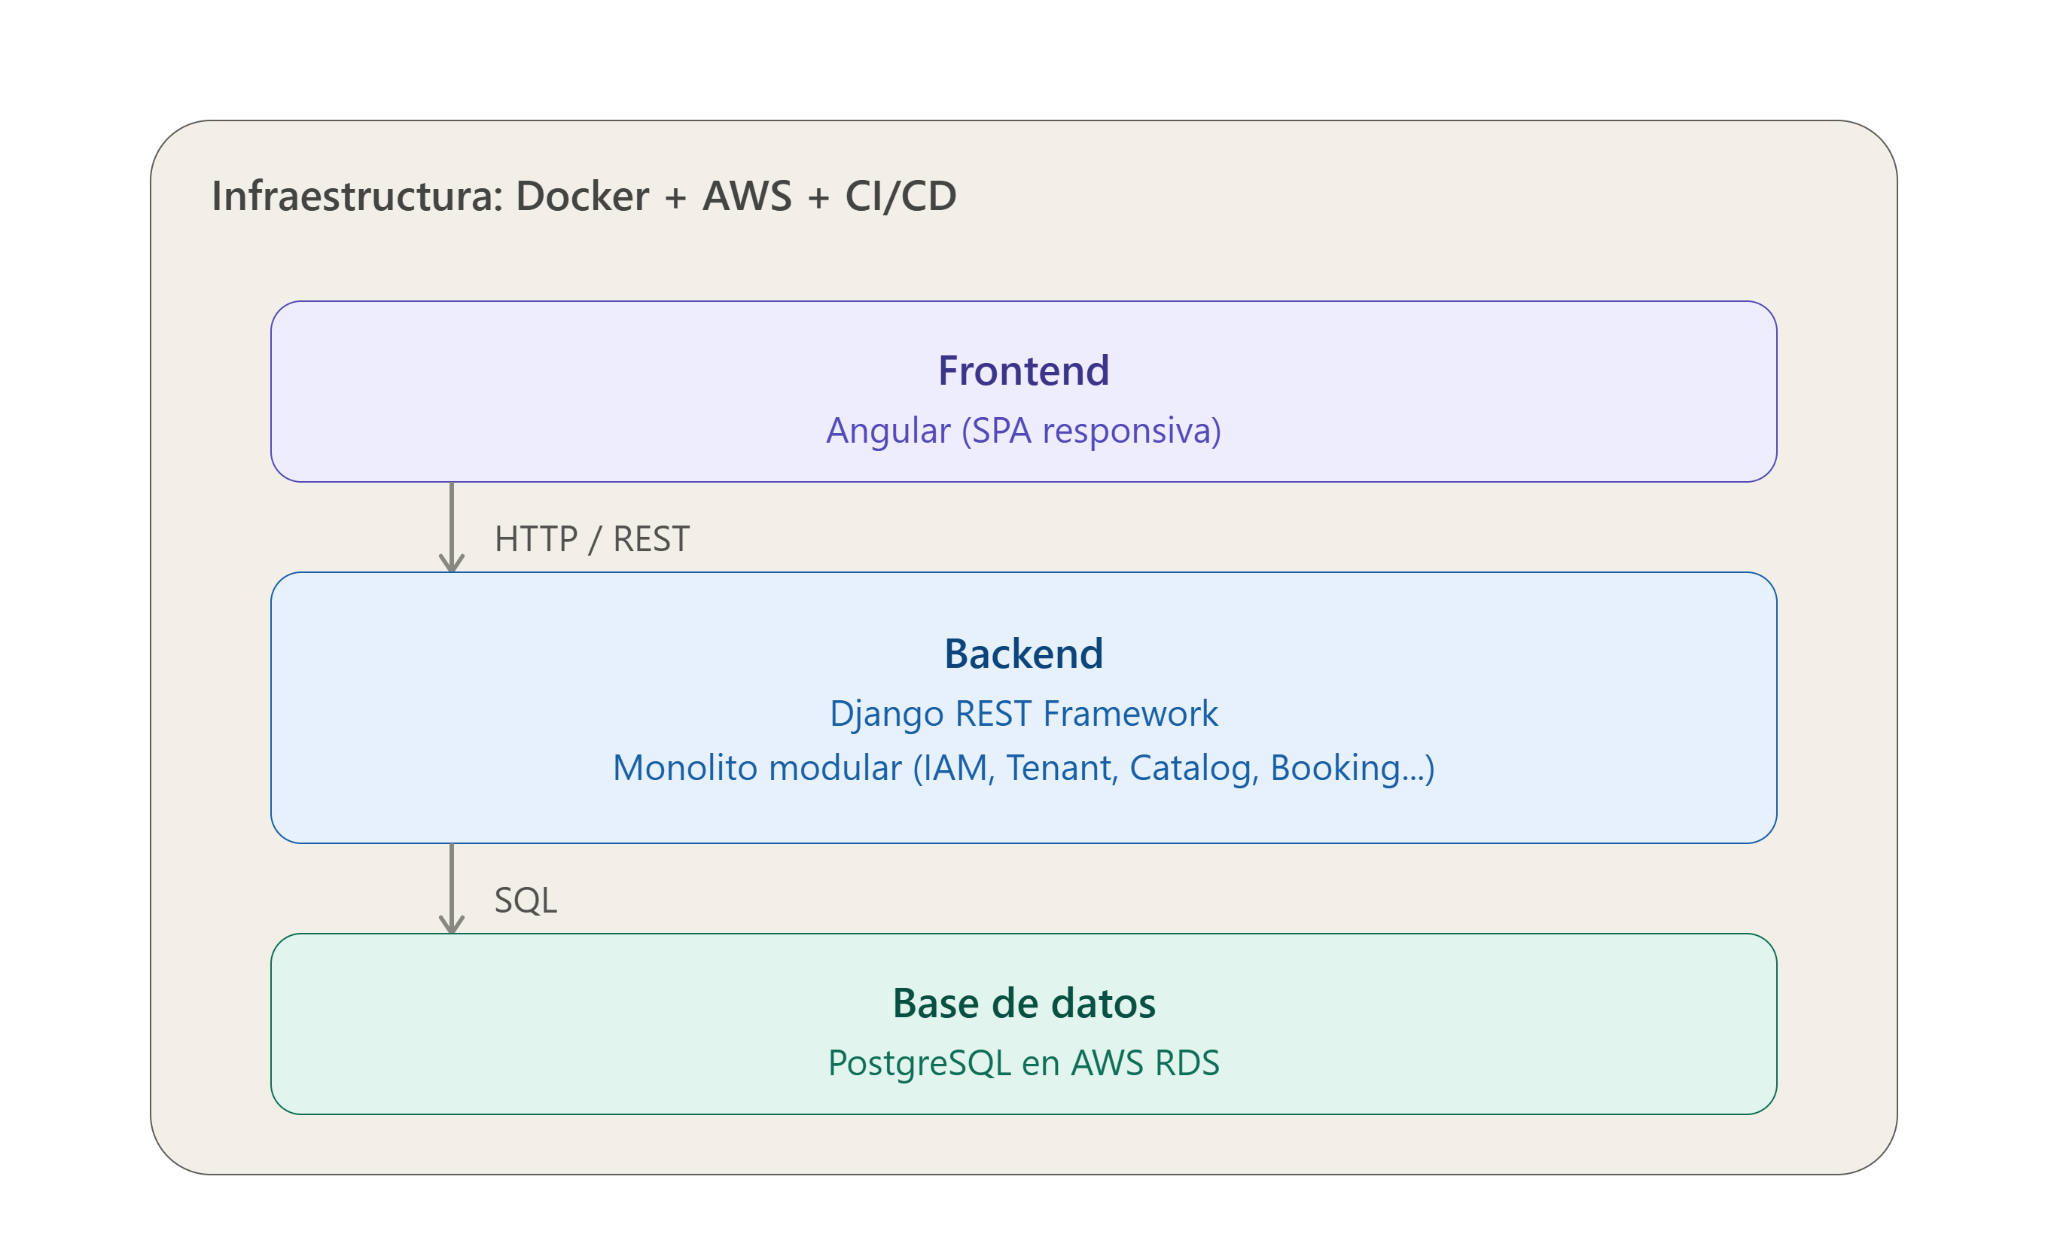 Infraestructura: Docker + AWS + CI/CD
Frontend
Angular (SPA responsiva)
HTTP / REST
Backend
Django REST Framework
Monolito modular (IAM, Tenant, Catalog, Booking...)
SQL
Base de datos
PostgreSQL en AWS RDS